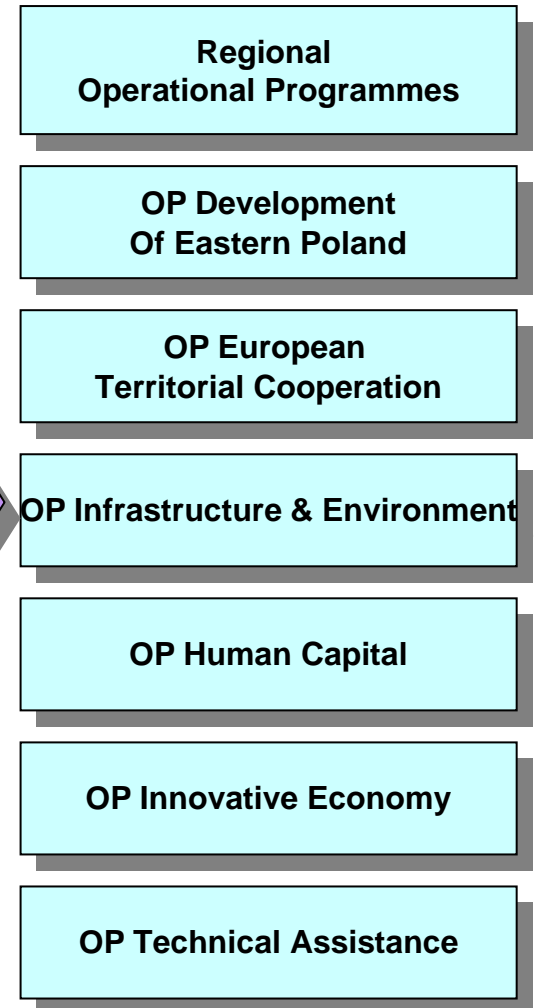 Regional
Operational Programmes
OP Development
Of Eastern Poland
OP European
Territorial Cooperation
OP Infrastructure & Environment
OP Human Capital
OP Innovative Economy
OP Technical Assistance